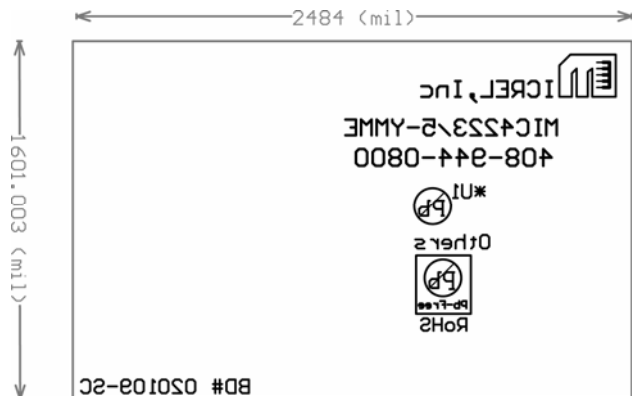 2484 (mil)
1601.003 (mil)
MICREL, Inc
MIC4223/5-YMME
408-944-0800
*U1
Pb
Others
Pb
Pb-Free
RoHS
BD# 020109-SC